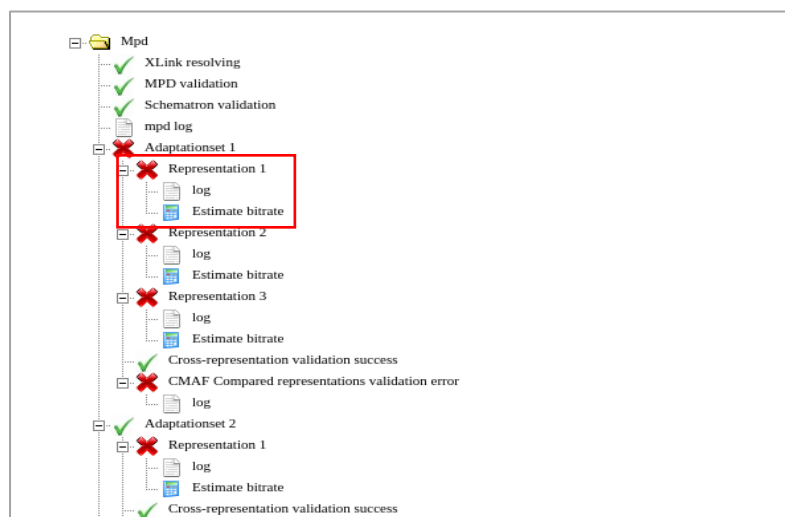 Mpd
XLink resolving
MPD validation
Schematron validation
mpd log
Adaptationset 1
Representation 1
log
Estimate bitrate
Representation 2
log
Estimate bitrate
Representation 3
log
Estimate bitrate
Cross-representation validation success
CMAF Compared representations validation error
log
Adaptationset 2
Representation 1
log
Estimate bitrate
Cross-representation validation success